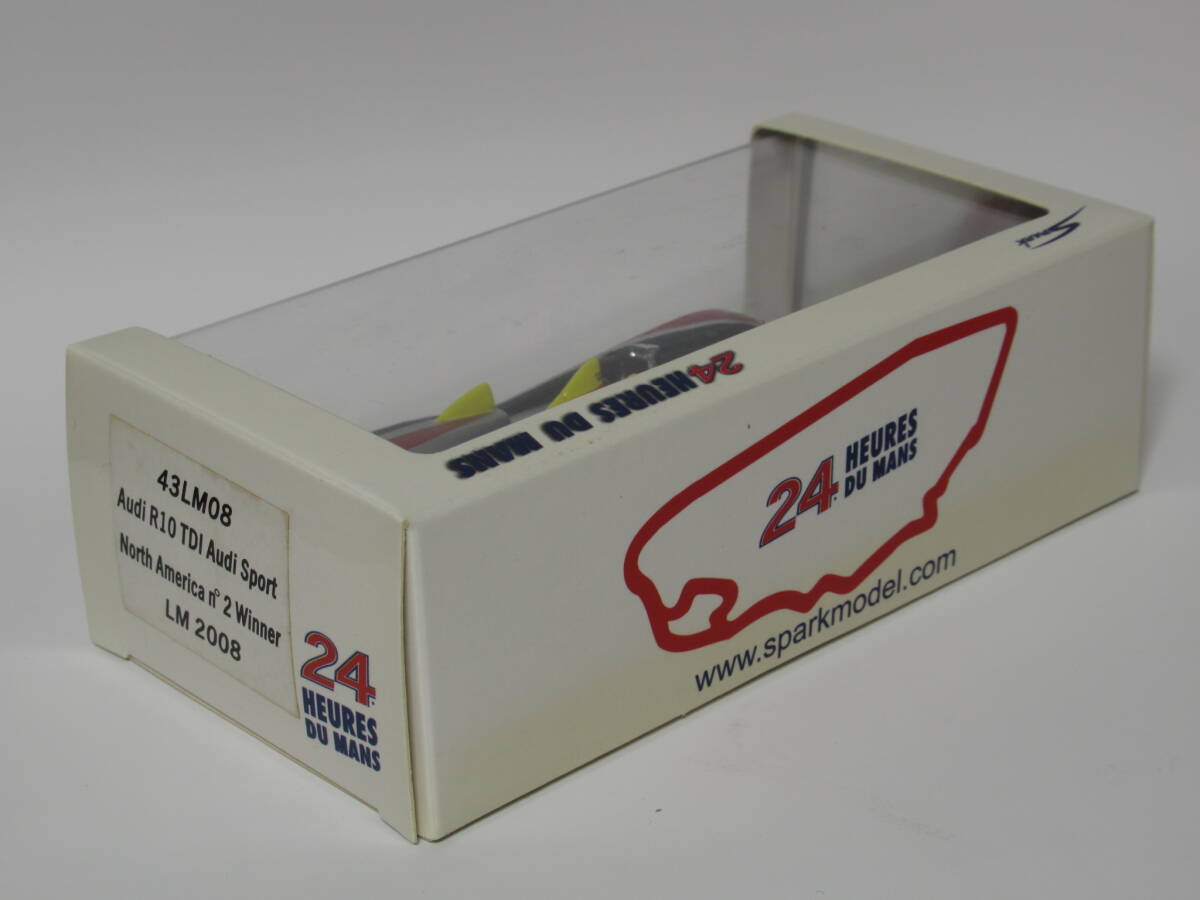 43LM08
Audi R10 TDI Audi Sport
North America n° 2 Winner
LM 2008
24
HEURES
DU MANS
24 HEURES DU MANS
24 HEURES
DU MANS
www.sparkmodel.com
Spark